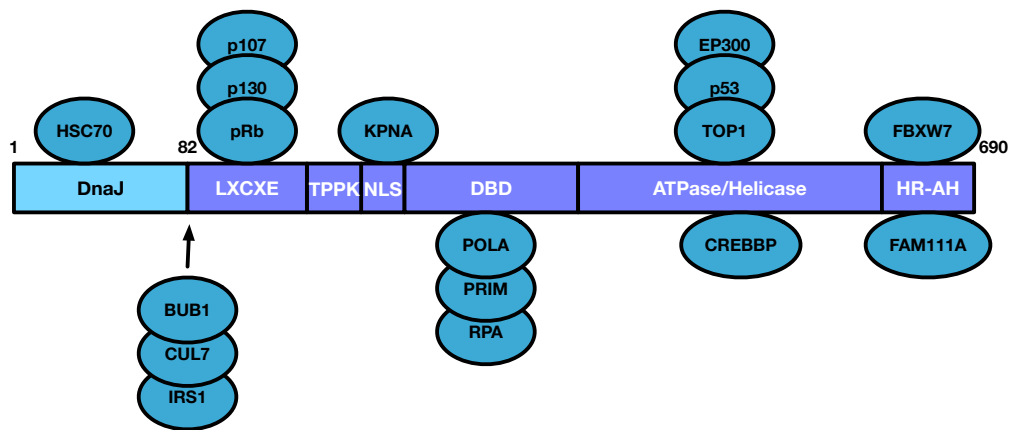 p107
EP300
p130
p53
HSC70
pRb
KPNA
TOP1
FBXW7
1
82
690
DnaJ
LXCXE
TPPK
NLS
DBD
ATPase/Helicase
HR-AH
POLA
CREBBP
FAM111A
PRIM
BUB1
RPA
CUL7
IRS1